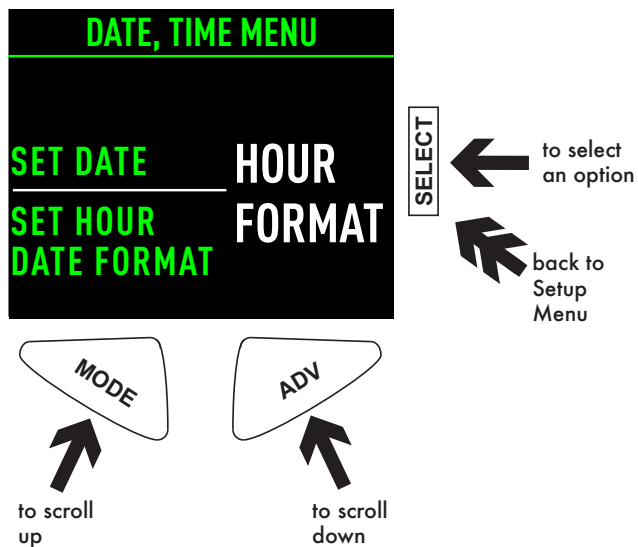 DATE, TIME MENU
SET DATE
HOUR
FORMAT
SET HOUR
DATE FORMAT
SELECT
to select
an option
back to
Setup
Menu
MODE
ADV
to scroll
up
to scroll
down